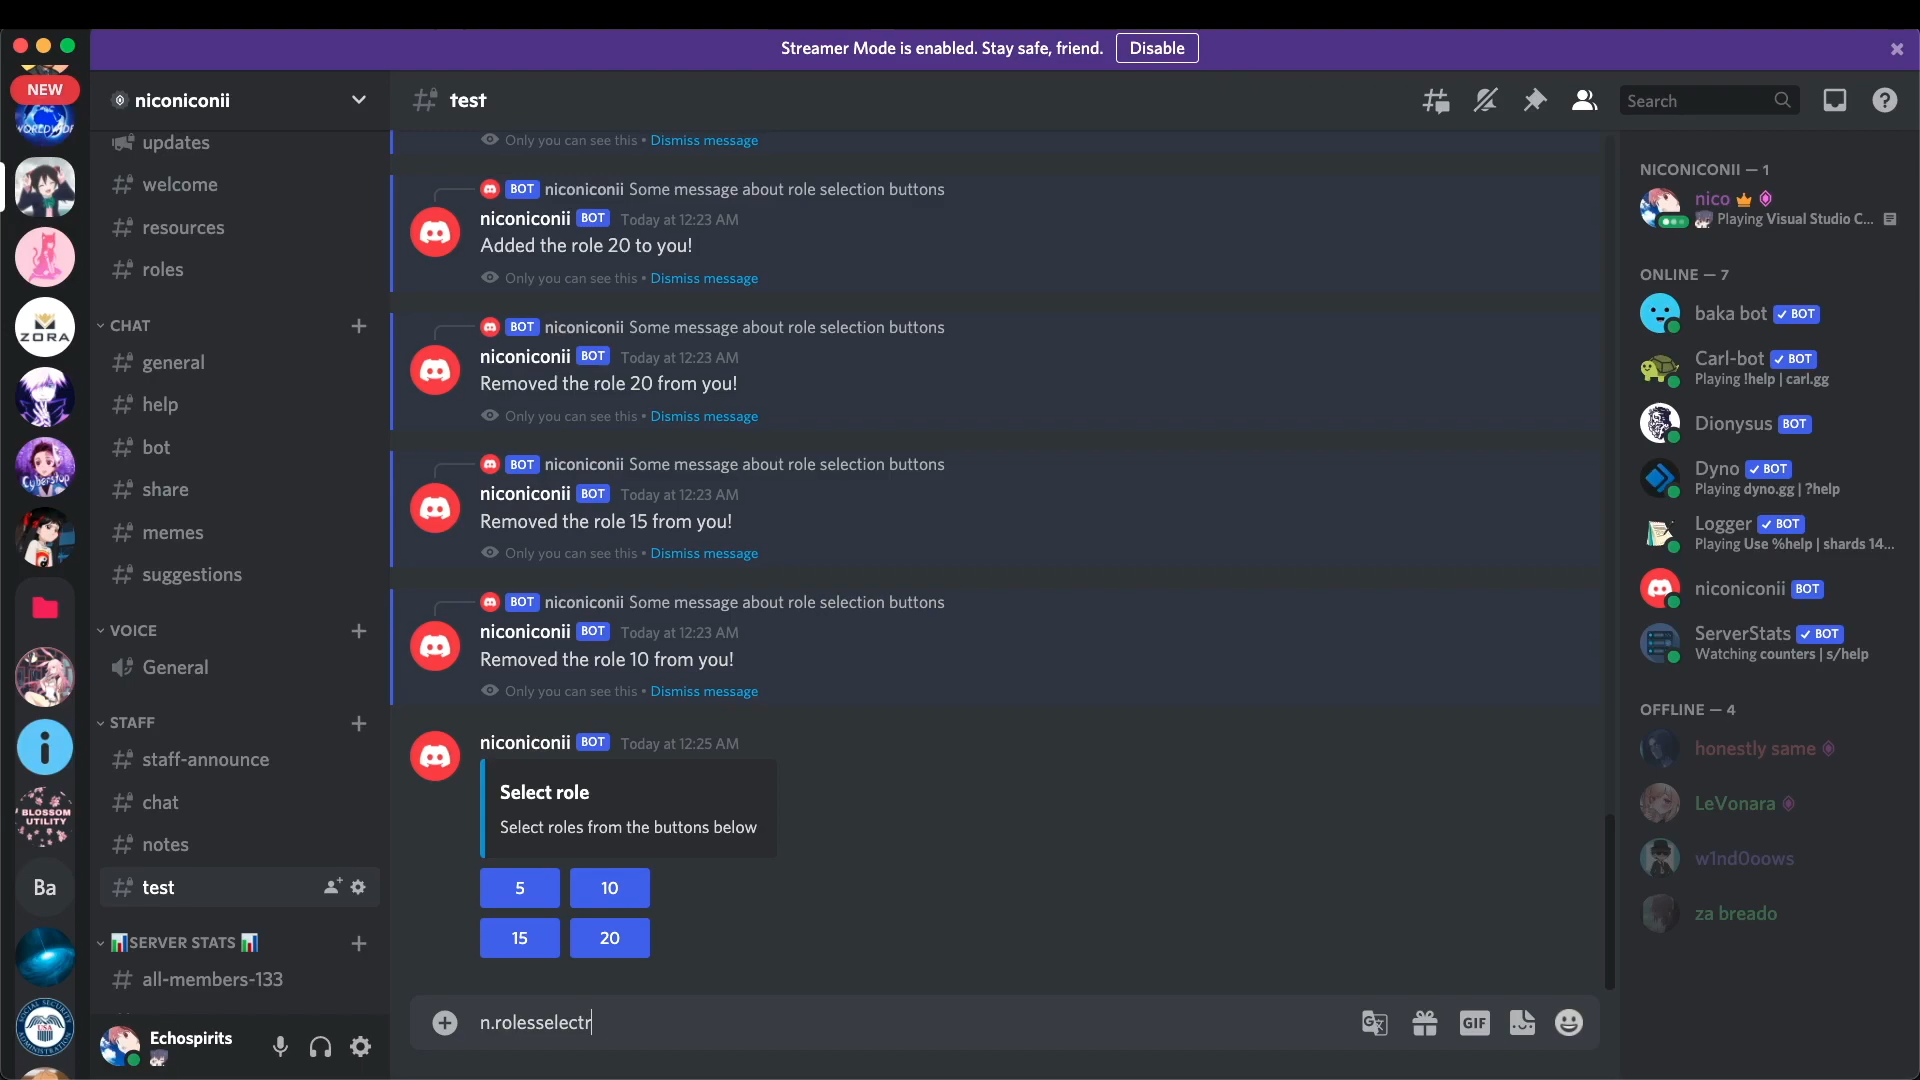 Streamer Mode is enabled. Stay safe, friend. Disable
NEW
niconiconii
updates
welcome
resources
roles
CHAT
general
help
bot
share
memes
suggestions
VOICE
General
STAFF
staff-announce
chat
notes
test
SERVER STATS
all-members-133
ZORA
Cyberstop
BLOSSOM
UTILITY
Ba
Echospirits
test
Search
Only you can see this • Dismiss message
BOT niconiconii Some message about role selection buttons
niconiconii BOT Today at 12:23 AM
Added the role 20 to you!
Only you can see this • Dismiss message
BOT niconiconii Some message about role selection buttons
niconiconii BOT Today at 12:23 AM
Removed the role 20 from you!
Only you can see this • Dismiss message
BOT niconiconii Some message about role selection buttons
niconiconii BOT Today at 12:23 AM
Removed the role 15 from you!
Only you can see this • Dismiss message
BOT niconiconii Some message about role selection buttons
niconiconii BOT Today at 12:23 AM
Removed the role 10 from you!
Only you can see this • Dismiss message
niconiconii BOT Today at 12:25 AM
Select role
Select roles from the buttons below
5 10
15 20
n.rolesselectr
GIF
NICONICONII — 1
nico
Playing Visual Studio C...
ONLINE — 7
baka bot ✓ BOT
Carl-bot ✓ BOT
Playing !help | carl.gg
Dionysus BOT
Dyno ✓ BOT
Playing dyno.gg | ?help
Logger ✓ BOT
Playing Use %help | shards 14...
niconiconii BOT
ServerStats ✓ BOT
Watching counters | s/help
OFFLINE — 4
honestly same
LeVonara
w1nd0oows
za breado